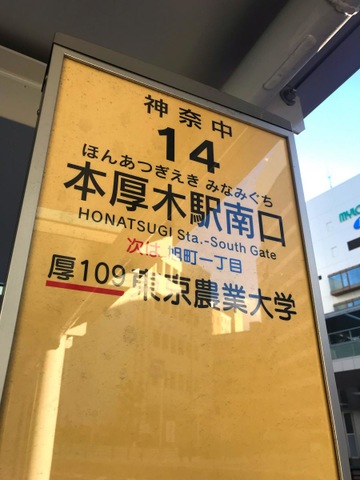 神奈中
14
ほんあつぎえき みなみぐち
本厚木駅南口
HONATSUGI Sta.-South Gate
次は 旭町一丁目
厚109 東京農業大学